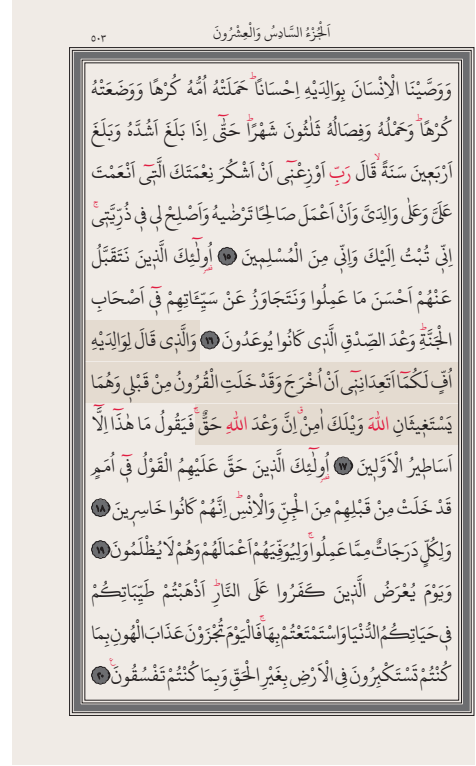 اَلْجُزْءُ السَّادِسُ وَالْعِشْرُونَ
٥٠٣
وَوَصَّيْنَا الْاِنْسَانَ بِوَالِدَيْهِ اِحْسَانًاۜ حَمَلَتْهُ اُمُّهُ كُرْهًا وَوَضَعَتْهُ
كُرْهًاۜ وَحَمْلُهُ وَفِصَالُهُ ثَلٰثُونَ شَهْرًاۜ حَتّٰٓى اِذَا بَلَغَ اَشُدَّهُ وَبَلَغَ
اَرْبَع۪ينَ سَنَةًۙ قَالَ رَبِّ اَوْزِعْن۪ٓي اَنْ اَشْكُرَ نِعْمَتَكَ الَّت۪ٓي اَنْعَمْتَ
عَلَيَّ وَعَلٰى وَالِدَيَّ وَاَنْ اَعْمَلَ صَالِحًا تَرْضٰيهُ وَاَصْلِحْ ل۪ي ف۪ي ذُرِّيَّت۪يۚ
اِنّ۪ي تُبْتُ اِلَيْكَ وَاِنّ۪ي مِنَ الْمُسْلِم۪ينَ ﴿١٥﴾ اُو۬لٰٓئِكَ الَّذ۪ينَ نَتَقَبَّلُ
عَنْهُمْ اَحْسَنَ مَا عَمِلُوا وَنَتَجَاوَزُ عَنْ سَيِّـَٔاتِهِمْ ف۪ٓي اَصْحَابِ
الْجَنَّةِۜ وَعْدَ الصِّدْقِ الَّذ۪ي كَانُوا يُوعَدُونَ ﴿١٦﴾ وَالَّذ۪ي قَالَ لِوَالِدَيْهِ
اُفٍّ لَكُمَٓا اَتَعِدَانِن۪ٓي اَنْ اُخْرَجَ وَقَدْ خَلَتِ الْقُرُونُ مِنْ قَبْل۪ي وَهُمَا
يَسْتَغ۪يثَانِ اللّٰهَ وَيْلَكَ اٰمِنْۗ اِنَّ وَعْدَ اللّٰهِ حَقٌّۚ فَيَقُولُ مَا هٰذَٓا اِلَّٓا
اَسَاط۪يرُ الْاَوَّل۪ينَ ﴿١٧﴾ اُو۬لٰٓئِكَ الَّذ۪ينَ حَقَّ عَلَيْهِمُ الْقَوْلُ ف۪ٓي اُمَمٍ
قَدْ خَلَتْ مِنْ قَبْلِهِمْ مِنَ الْجِنِّ وَالْاِنْسِۜ اِنَّهُمْ كَانُوا خَاسِر۪ينَ ﴿١٨﴾
وَلِكُلٍّ دَرَجَاتٌ مِمَّا عَمِلُواۚ وَلِيُوَفِّيَهُمْ اَعْمَالَهُمْ وَهُمْ لَا يُظْلَمُونَ ﴿١٩﴾
وَيَوْمَ يُعْرَضُ الَّذ۪ينَ كَفَرُوا عَلَى النَّارِۜ اَذْهَبْتُمْ طَيِّبَاتِكُمْ
ف۪ي حَيَاتِكُمُ الدُّنْيَا وَاسْتَمْتَعْتُمْ بِهَاۚ فَالْيَوْمَ تُجْزَوْنَ عَذَابَ الْهُونِ بِمَا
كُنْتُمْ تَسْتَكْبِرُونَ فِي الْاَرْضِ بِغَيْرِ الْحَقِّ وَبِمَا كُنْتُمْ تَفْسُقُونَ۟ ﴿٢٠﴾